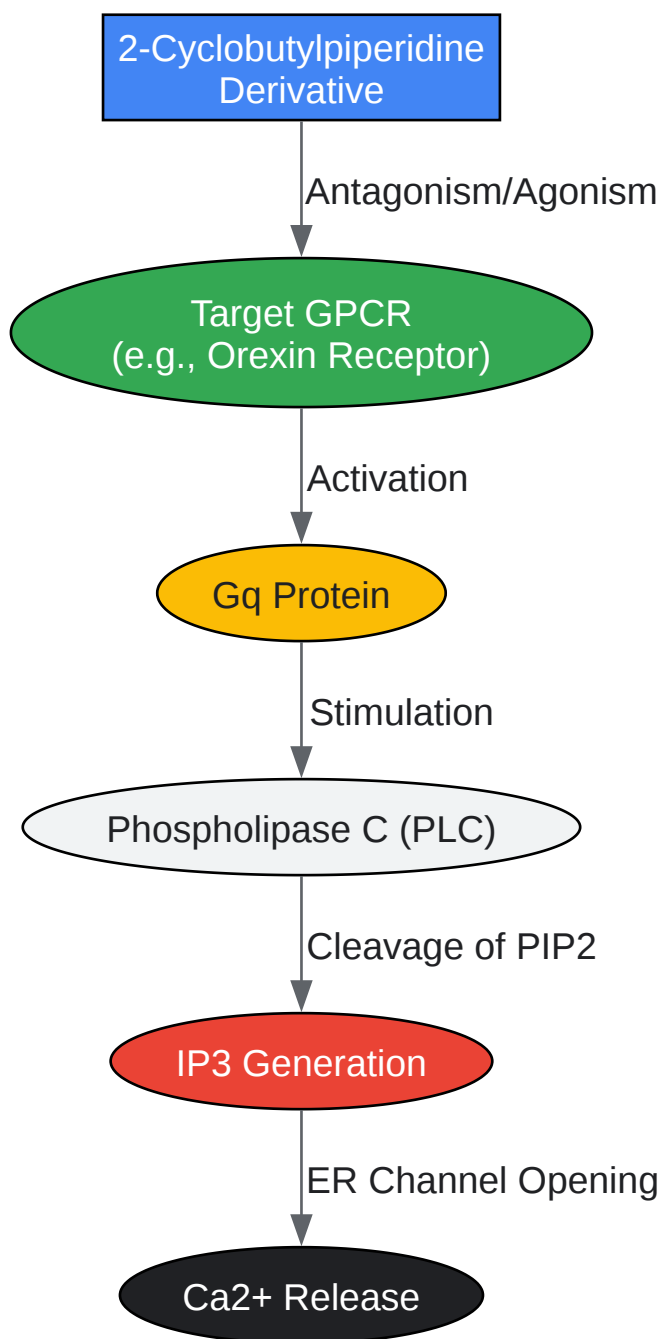 2-Cyclobutylpiperidine
Derivative
Antagonism/Agonism
Target GPCR
(e.g., Orexin Receptor)
Activation
Gq Protein
Stimulation
Phospholipase C (PLC)
Cleavage of PIP2
IP3 Generation
ER Channel Opening
Ca2+ Release